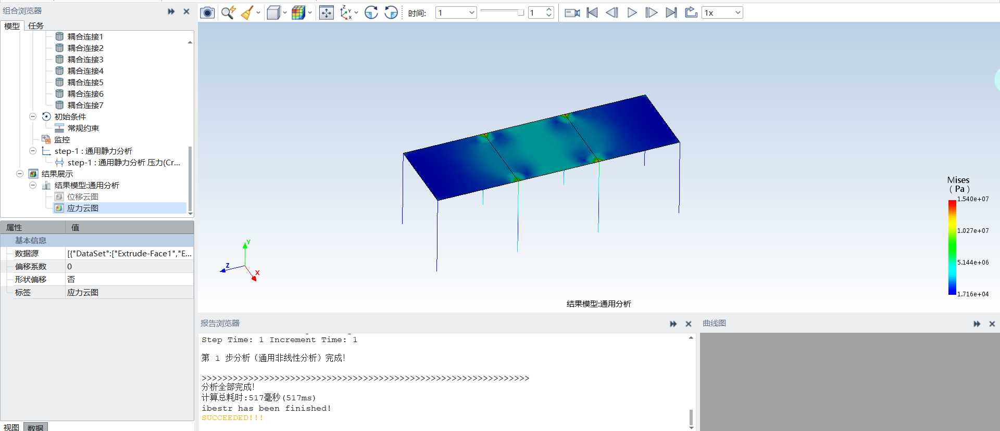 组合浏览器
模型 任务
耦合连接1
耦合连接2
耦合连接3
耦合连接4
耦合连接5
耦合连接6
耦合连接7
初始条件
常规约束
监控
step-1 : 通用静力分析
step-1 : 通用静力分析 压力(Cr...
结果展示
结果模型:通用分析
位移云图
应力云图
属性 值
基本信息
数据源 [{"DataSet":["Extrude-Face1","E...
偏移系数 0
形状偏移 否
标签 应力云图
视图 数据
时间: 1 1 1x
Mises
( Pa )
1.540e+07
1.027e+07
5.144e+06
1.716e+04
Y
Z
X
结果模型:通用分析
报告浏览器
Step Time: 1 Increment Time: 1
第 1 步分析（通用非线性分析）完成!
>>>>>>>>>>>>>>>>>>>>>>>>>>>>>>>>>>>>>>>>>>>>>>>>>>>>>>>>>>>>>>>
分析全部完成!
计算总耗时:517毫秒(517ms)
ibestr has been finished!
SUCCEEDED!!!
曲线图